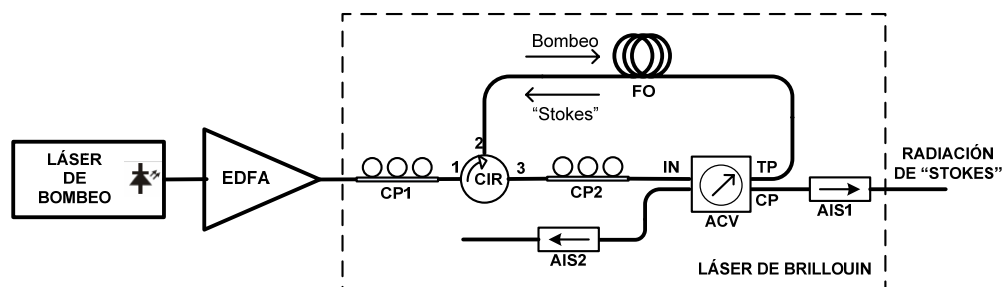 Bombeo
FO
"Stokes"
LÁSER
DE
BOMBEO
EDFA
CP1
1
2
CIR
3
CP2
IN
TP
CP
ACV
AIS1
RADIACIÓN
DE "STOKES"
AIS2
LÁSER DE BRILLOUIN